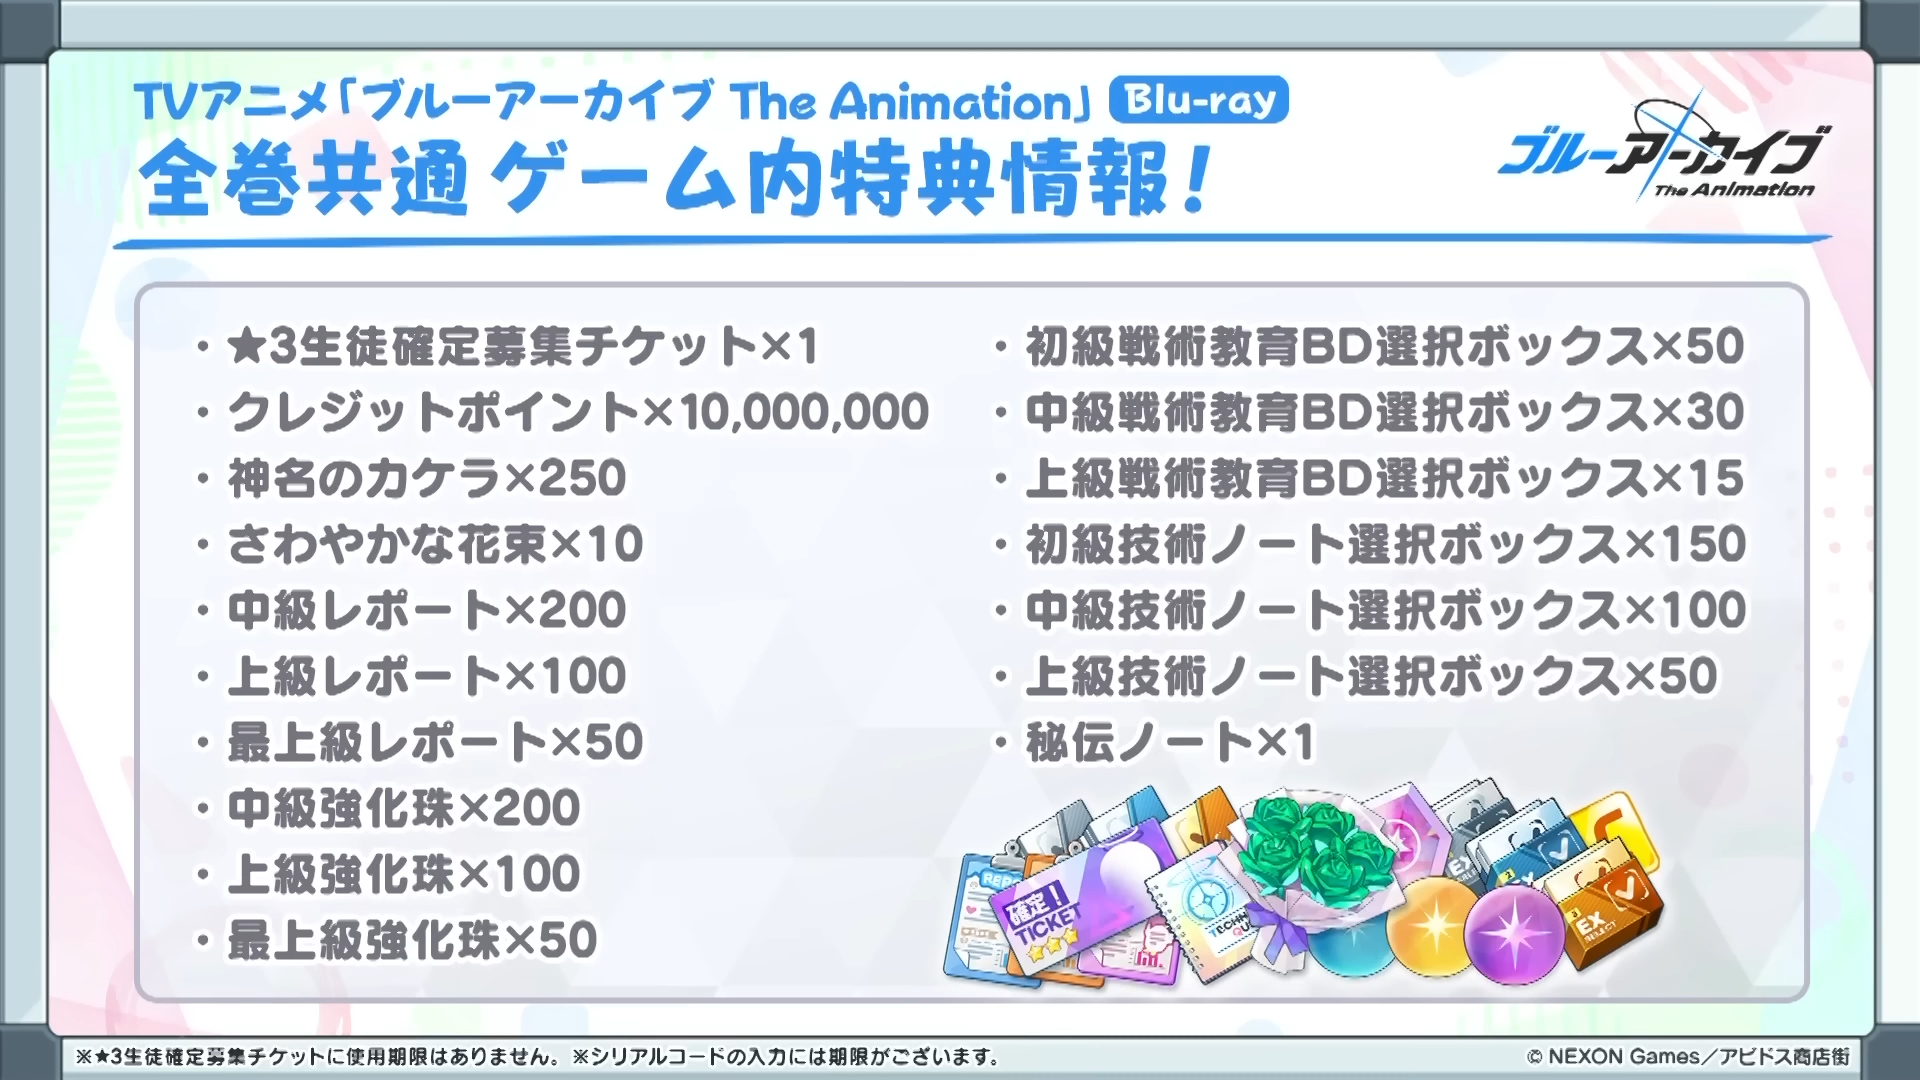 TVアニメ「ブルーアーカイブ The Animation」 Blu-ray
全巻共通 ゲーム内特典情報！
ブルーアーカイブ
The Animation
・★3生徒確定募集チケット×1
・クレジットポイント×10,000,000
・神名のカケラ×250
・さわやかな花束×10
・中級レポート×200
・上級レポート×100
・最上級レポート×50
・中級強化珠×200
・上級強化珠×100
・最上級強化珠×50
・初級戦術教育BD選択ボックス×50
・中級戦術教育BD選択ボックス×30
・上級戦術教育BD選択ボックス×15
・初級技術ノート選択ボックス×150
・中級技術ノート選択ボックス×100
・上級技術ノート選択ボックス×50
・秘伝ノート×1
確定！
TICKET
EX
SELECT
※★3生徒確定募集チケットに使用期限はありません。※シリアルコードの入力には期限がございます。
© NEXON Games／アビドス商店街